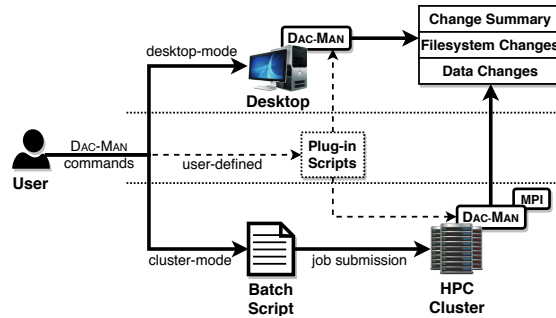 DAC-MAN
Change Summary
Filesystem Changes
Data Changes
desktop-mode
Desktop
DAC-MAN
commands
user-defined
Plug-in
Scripts
User
MPI
DAC-MAN
cluster-mode
job submission
Batch
Script
HPC
Cluster